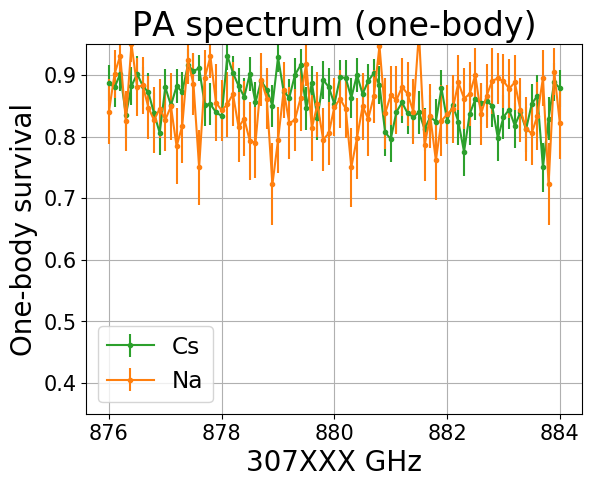 PA spectrum (one-body)
One-body survival
0.9
0.8
0.7
0.6
0.5
0.4
Cs
Na
876 878 880 882 884
307XXX GHz